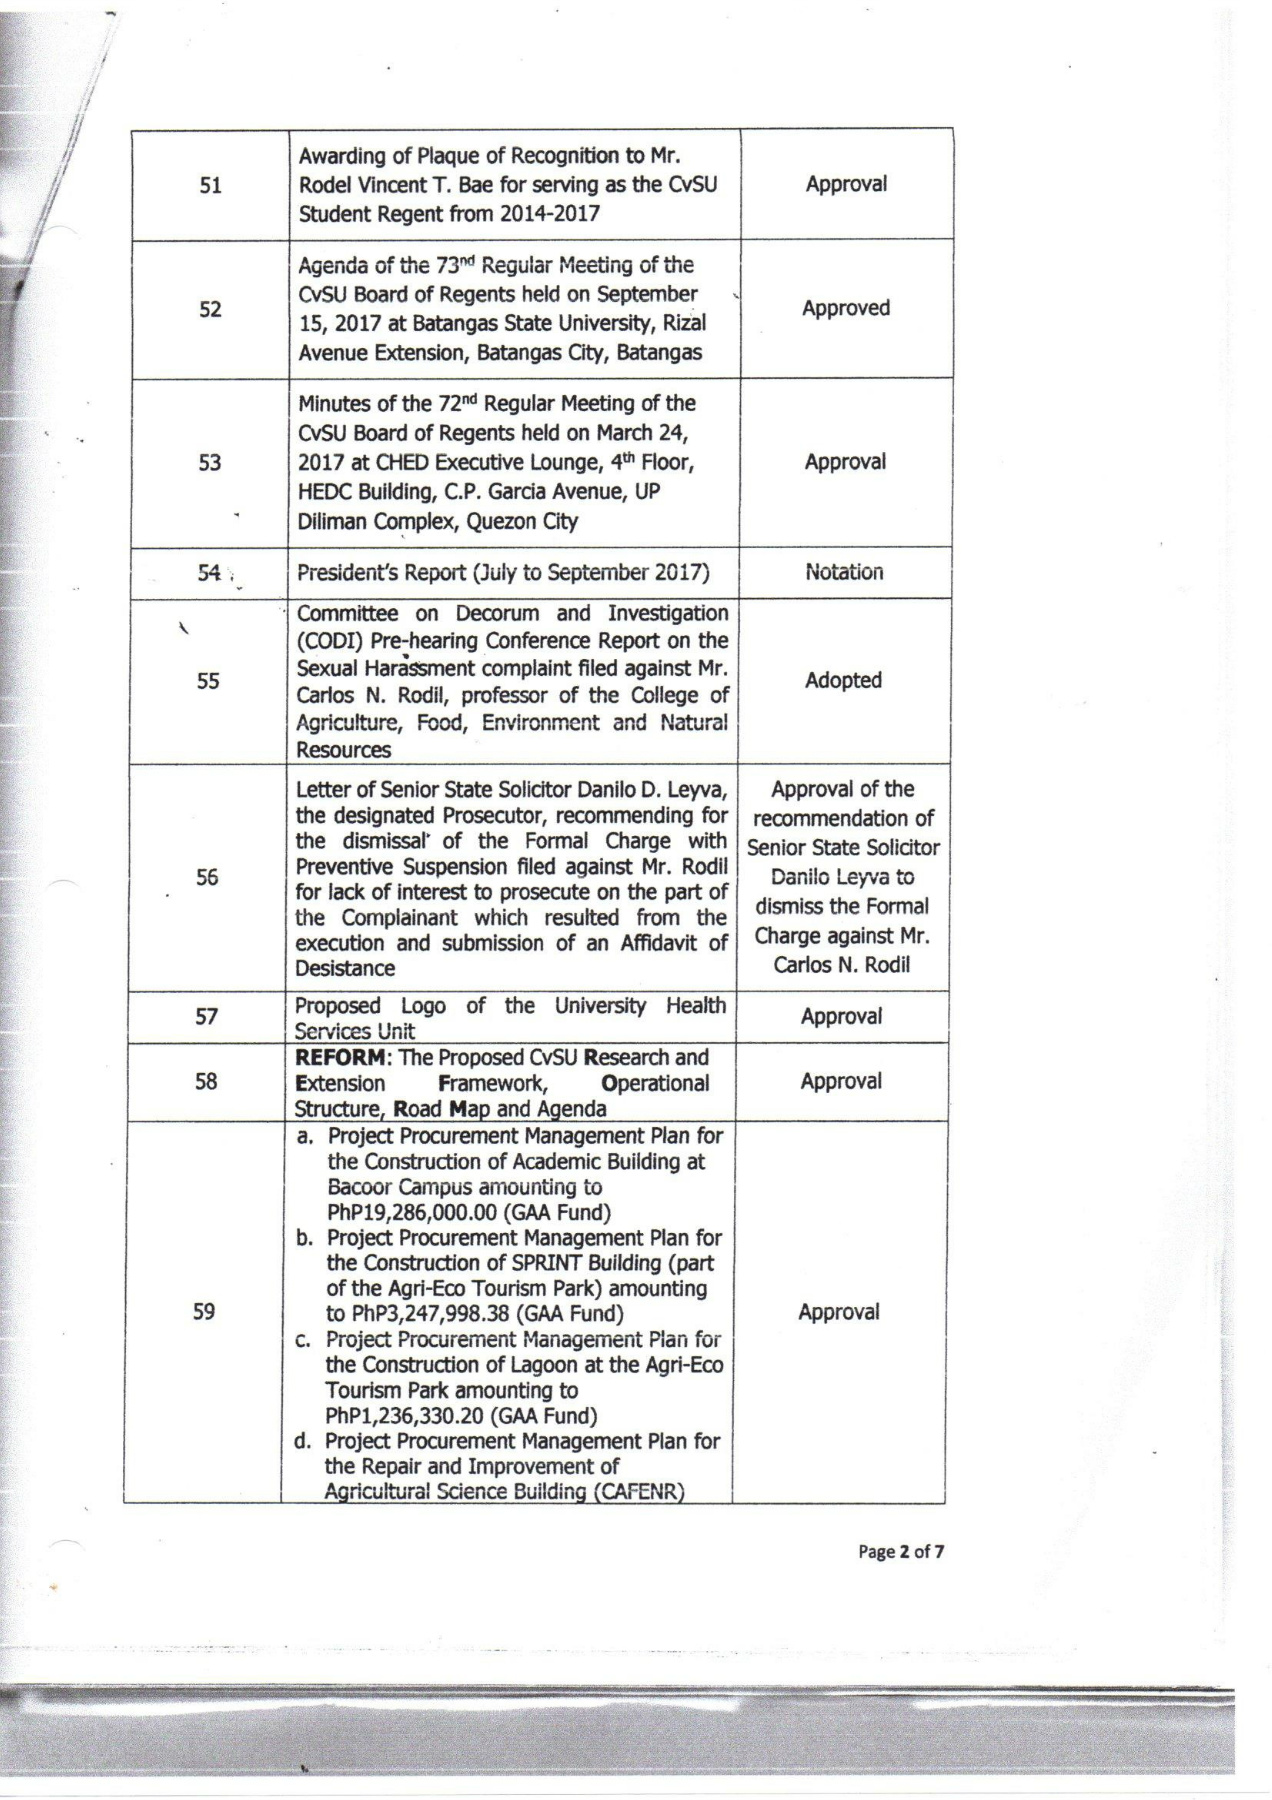 51
Awarding of Plaque of Recognition to Mr.
Rodel Vincent T. Bae for serving as the CvSU
Student Regent from 2014-2017
Approval
52
Agenda of the 73nd Regular Meeting of the
CvSU Board of Regents held on September
15, 2017 at Batangas State University, Rizal
Avenue Extension, Batangas City, Batangas
Approved
53
Minutes of the 72nd Regular Meeting of the
CvSU Board of Regents held on March 24,
2017 at CHED Executive Lounge, 4th Floor,
HEDC Building, C.P. Garcia Avenue, UP
Diliman Complex, Quezon City
Approval
54
President's Report (July to September 2017)
Notation
55
Committee on Decorum and Investigation
(CODI) Pre-hearing Conference Report on the
Sexual Harassment complaint filed against Mr.
Carlos N. Rodil, professor of the College of
Agriculture, Food, Environment and Natural
Resources
Adopted
56
Letter of Senior State Solicitor Danilo D. Leyva,
the designated Prosecutor, recommending for
the dismissal of the Formal Charge with
Preventive Suspension filed against Mr. Rodil
for lack of interest to prosecute on the part of
the Complainant which resulted from the
execution and submission of an Affidavit of
Desistance
Approval of the
recommendation of
Senior State Solicitor
Danilo Leyva to
dismiss the Formal
Charge against Mr.
Carlos N. Rodil
57
Proposed Logo of the University Health
Services Unit
Approval
58
REFORM: The Proposed CvSU Research and
Extension Framework, Operational
Structure, Road Map and Agenda
Approval
59
a. Project Procurement Management Plan for
the Construction of Academic Building at
Bacoor Campus amounting to
PhP19,286,000.00 (GAA Fund)
b. Project Procurement Management Plan for
the Construction of SPRINT Building (part
of the Agri-Eco Tourism Park) amounting
to PhP3,247,998.38 (GAA Fund)
c. Project Procurement Management Plan for
the Construction of Lagoon at the Agri-Eco
Tourism Park amounting to
PhP1,236,330.20 (GAA Fund)
d. Project Procurement Management Plan for
the Repair and Improvement of
Agricultural Science Building (CAFENR)
Approval
Page 2 of 7